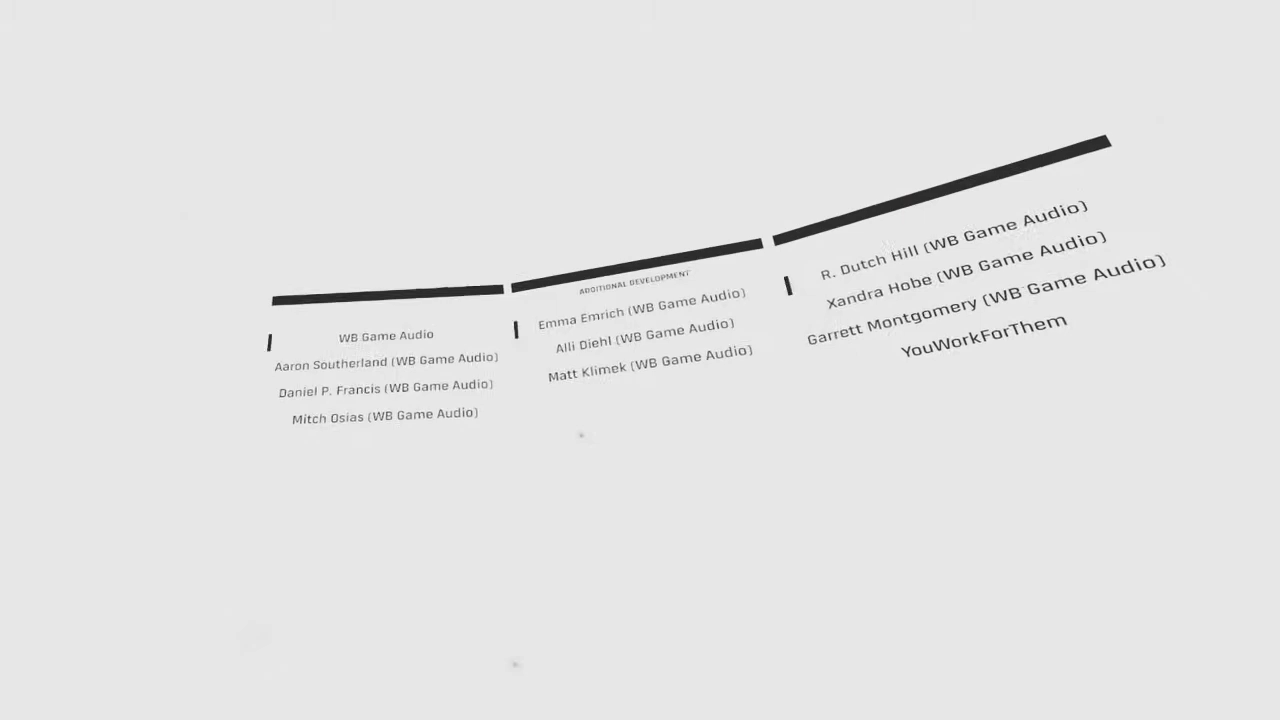 WB Game Audio
Aaron Southerland (WB Game Audio)
Daniel P. Francis (WB Game Audio)
Mitch Osias (WB Game Audio)
ADDITIONAL DEVELOPMENT
Emma Emrich (WB Game Audio)
Alli Diehl (WB Game Audio)
Matt Klimek (WB Game Audio)
R. Dutch Hill (WB Game Audio)
Xandra Hobe (WB Game Audio)
Garrett Montgomery (WB Game Audio)
YouWorkForThem